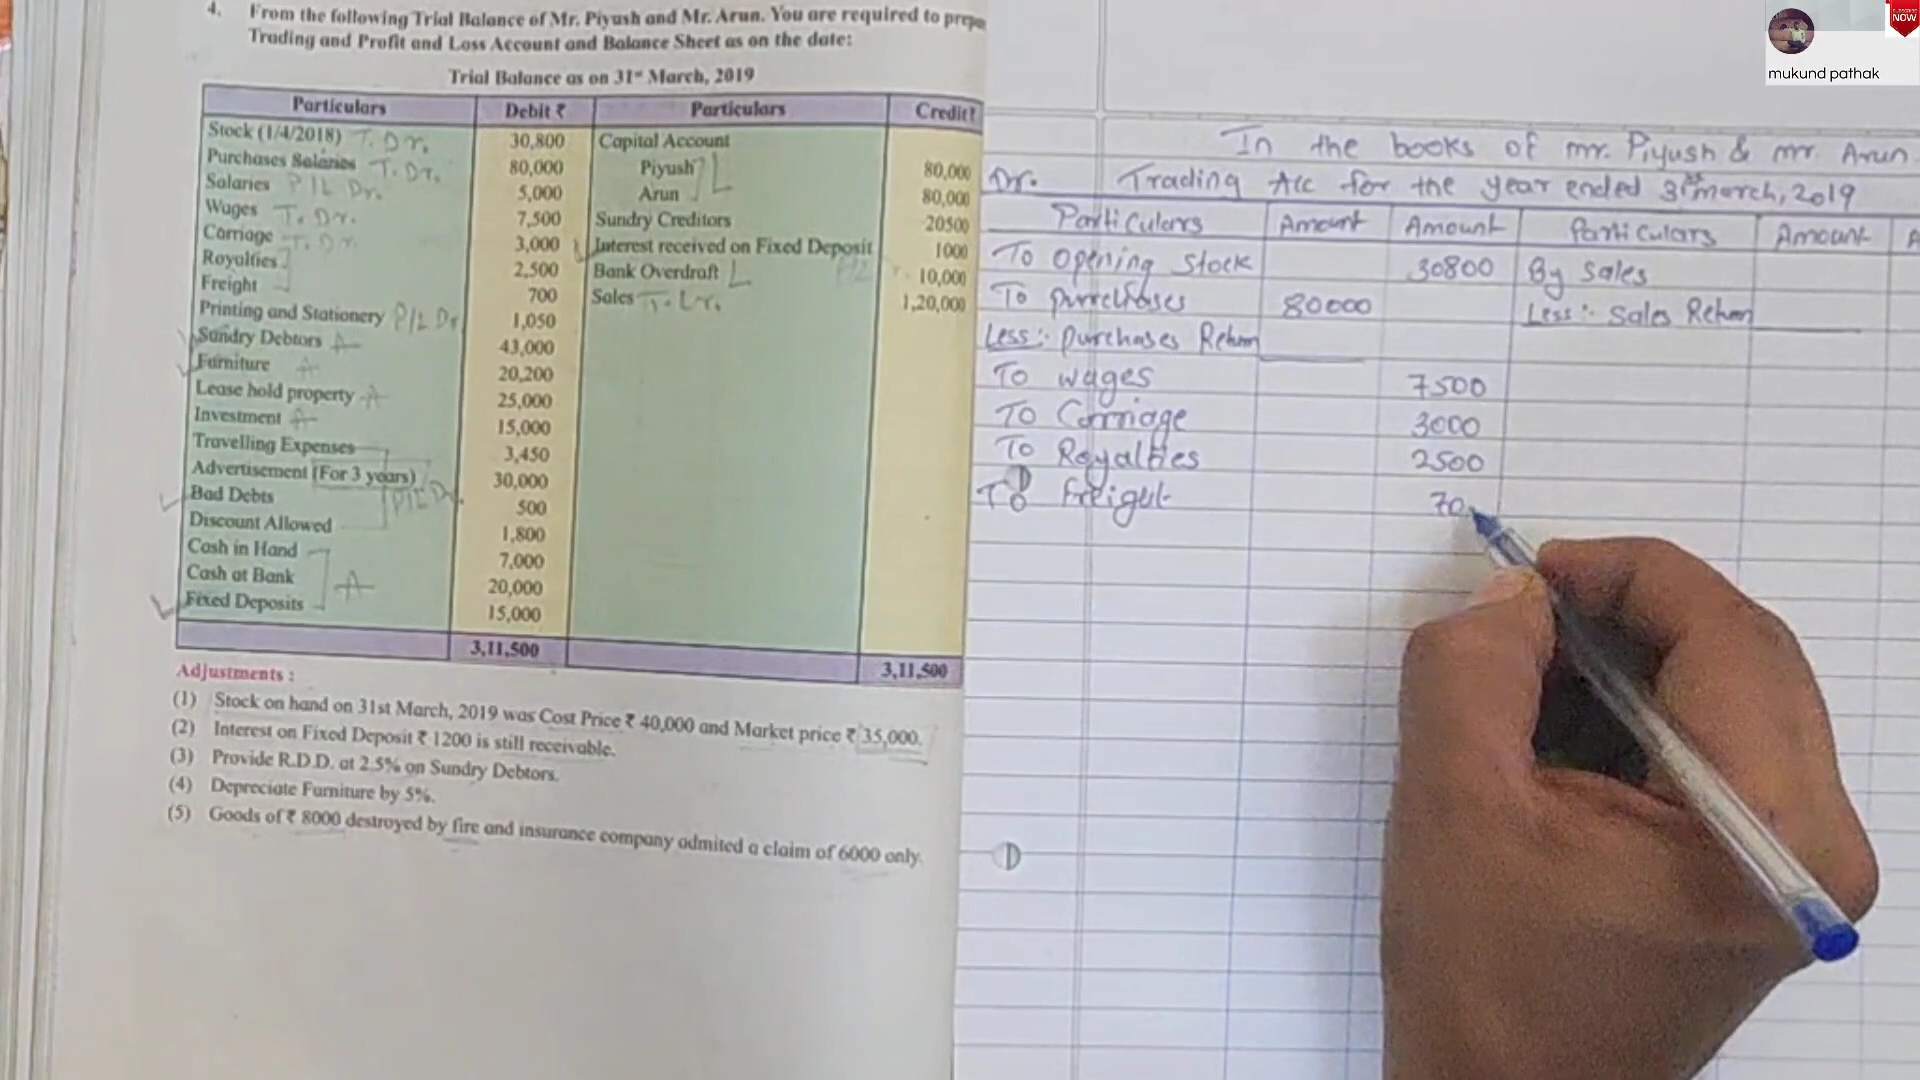 4. From the following Trial Balance of Mr. Piyush and Mr. Arun. You are required to prepa
Trading and Profit and Loss Account and Balance Sheet as on the date:
Trial Balance as on 31st March, 2019
Particulars Debit ₹ Particulars Credit ₹
Stock (1/4/2018) T. Dr. 30,800 Capital Account
Purchases Salaries T. Dr. 80,000 Piyush L 80,000
Salaries P/L Dr. 5,000 Arun 80,000
Wages T. Dr. 7,500 Sundry Creditors 20500
Carriage T. Dr. 3,000 Interest received on Fixed Deposit 1000
Royalties 2,500 Bank Overdraft L 10,000
Freight 700 Sales T. Cr. 1,20,000
Printing and Stationery P/L Dr 1,050
Sundry Debtors A 43,000
Furniture A 20,200
Lease hold property A 25,000
Investment A 15,000
Travelling Expenses 3,450
Advertisement (For 3 years) 30,000
Bad Debts P/L Dr. 500
Discount Allowed 1,800
Cash in Hand 7,000
Cash at Bank A 20,000
Fixed Deposits 15,000
3,11,500 3,11,500
Adjustments :
(1) Stock on hand on 31st March, 2019 was Cost Price ₹ 40,000 and Market price ₹ 35,000.
(2) Interest on Fixed Deposit ₹ 1200 is still receivable.
(3) Provide R.D.D. at 2.5% on Sundry Debtors.
(4) Depreciate Furniture by 5%.
(5) Goods of ₹ 8000 destroyed by fire and insurance company admited a claim of 6000 only.
In the books of mr. Piyush & mr. Arun
Dr. Trading Acc for the year ended 31st march, 2019
Particulars Amount Amount Particulars Amount A
To Opening Stock 30800 By Sales
To purrchases 80000 Less:- Sales Return
Less:- Purchases Return
To wages 7500
To Carriage 3000
To Royalties 2500
To Freigut 70
mukund pathak
SUBSCRIBE
NOW